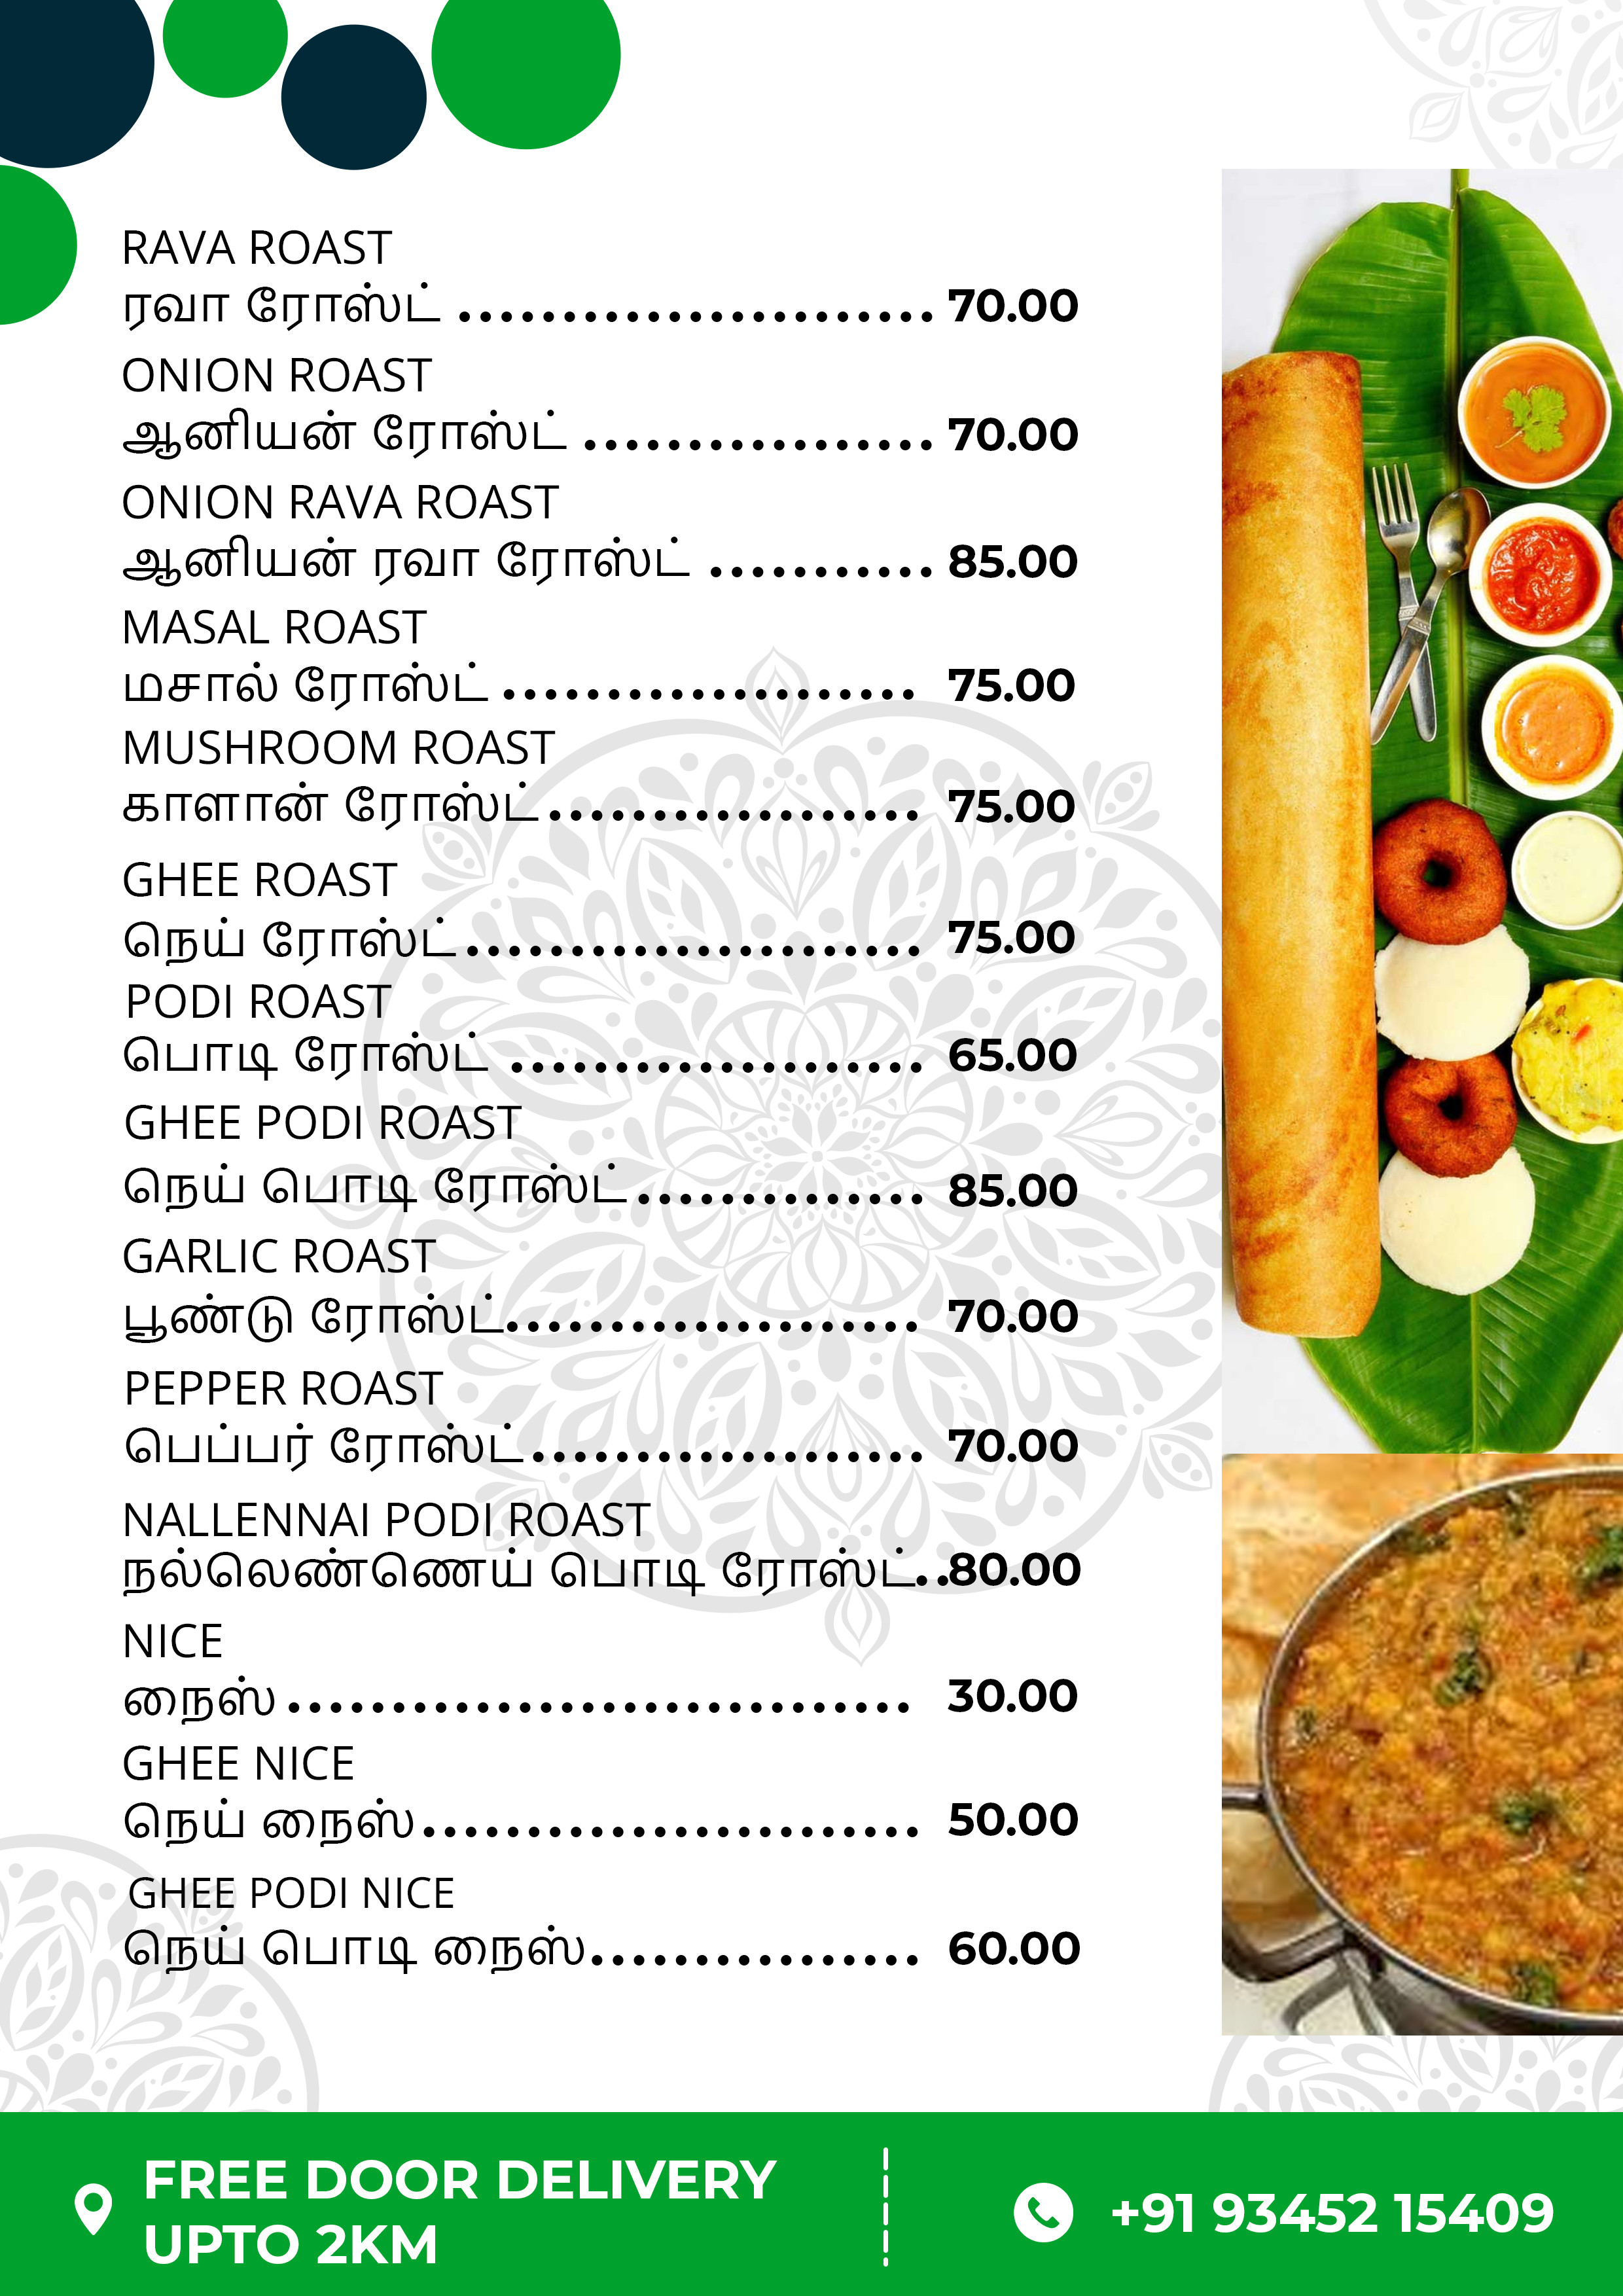 RAVA ROAST
ரவா ரோஸ்ட் ....................... 70.00
ONION ROAST
ஆனியன் ரோஸ்ட் ................. 70.00
ONION RAVA ROAST
ஆனியன் ரவா ரோஸ்ட் ........... 85.00
MASAL ROAST
மசால் ரோஸ்ட் .................... 75.00
MUSHROOM ROAST
காளான் ரோஸ்ட்.................. 75.00
GHEE ROAST
நெய் ரோஸ்ட்...................... 75.00
PODI ROAST
பொடி ரோஸ்ட் .................... 65.00
GHEE PODI ROAST
நெய் பொடி ரோஸ்ட்.............. 85.00
GARLIC ROAST
பூண்டு ரோஸ்ட்.................... 70.00
PEPPER ROAST
பெப்பர் ரோஸ்ட்................... 70.00
NALLENNAI PODI ROAST
நல்லெண்ணெய் பொடி ரோஸ்ட்..80.00
NICE
நைஸ் .............................. 30.00
GHEE NICE
நெய் நைஸ்........................ 50.00
GHEE PODI NICE
நெய் பொடி நைஸ்................ 60.00
FREE DOOR DELIVERY
UPTO 2KM
+91 93452 15409